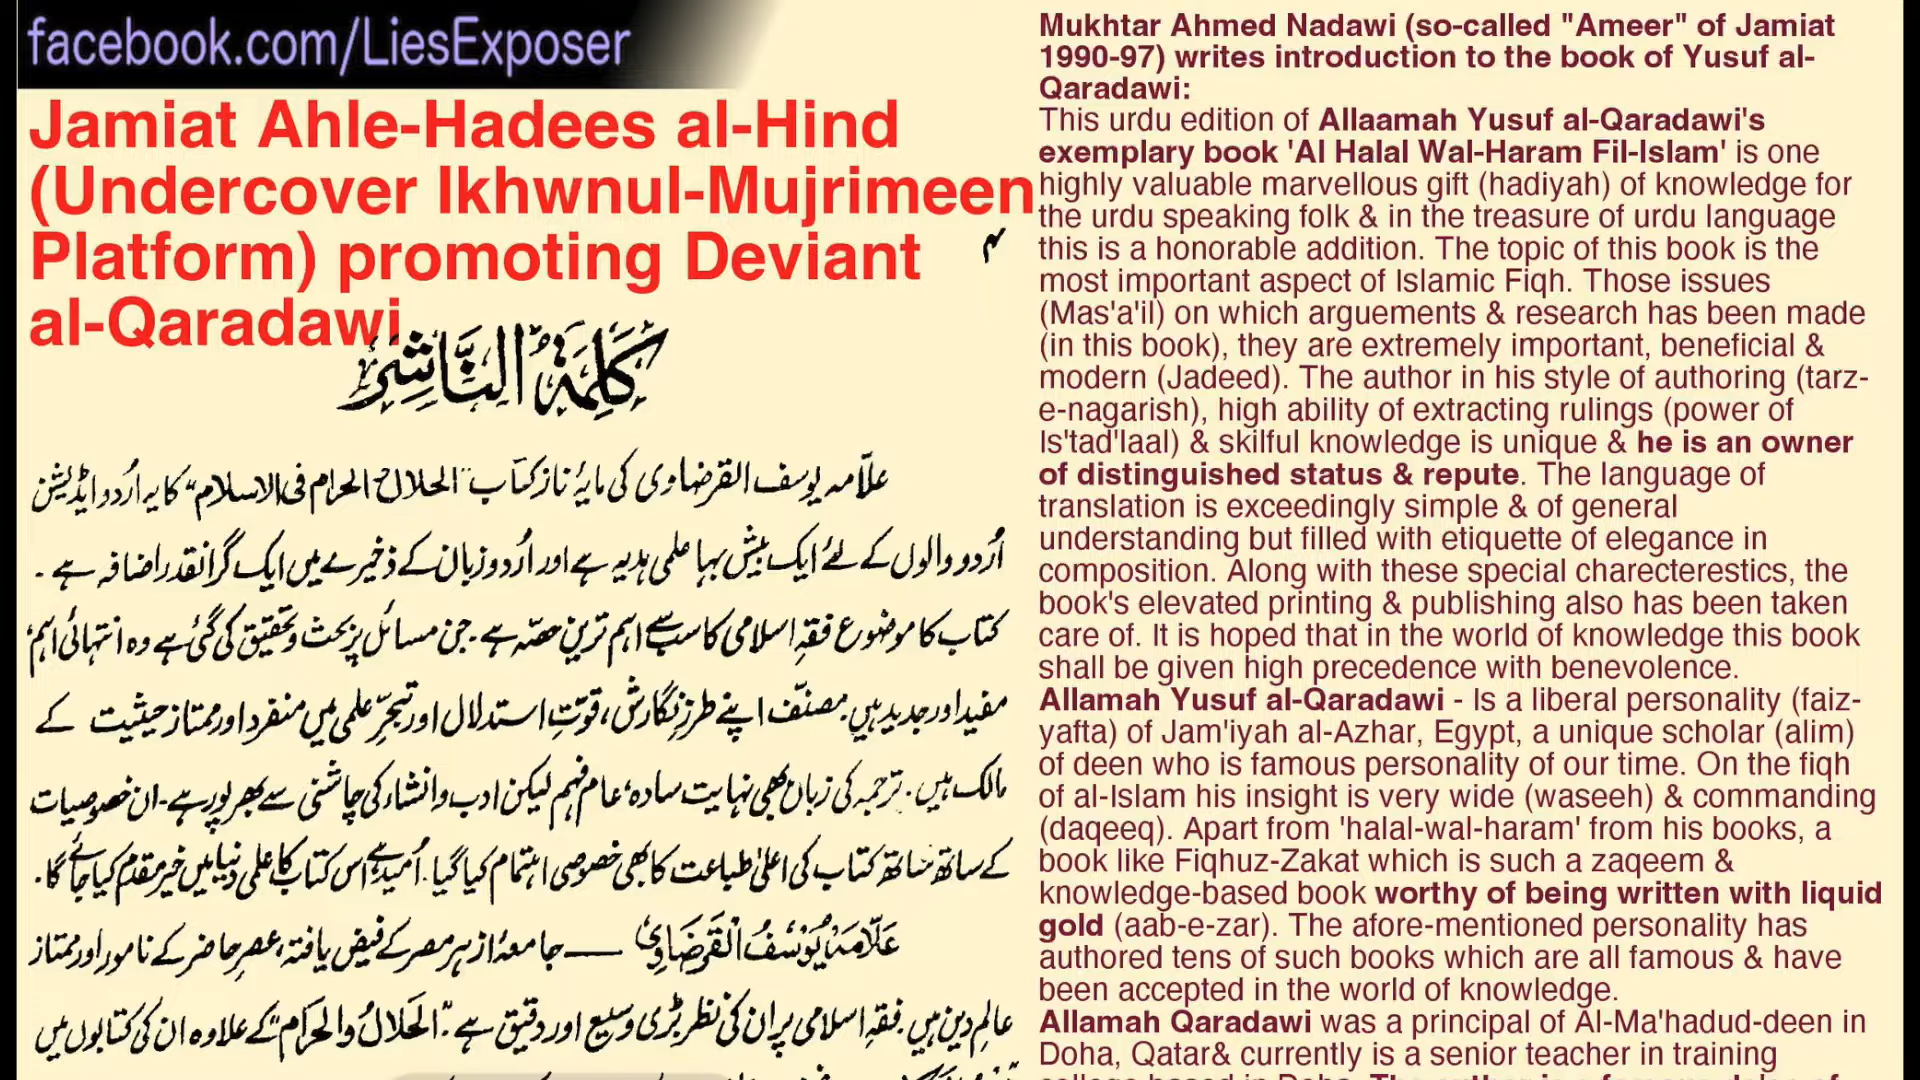 facebook.com/LiesExposer
Jamiat Ahle-Hadees al-Hind
(Undercover Ikhwnul-Mujrimeen
Platform) promoting Deviant
al-Qaradawi
۳
کَلِمَۃُ النَّاشِر
علّامہ یوسف القرضاوی کی مایۂ ناز کتاب "الحلال والحرام فی الاسلام" کا یہ اُردو ایڈیشن
اُردو والوں کے لئے ایک بیش بہا علمی ہدیہ ہے اور اُردو زبان کے ذخیرے میں ایک گرانقدر اضافہ ہے ۔
کتاب کا موضوع فقہِ اسلامی کا سب سے اہم ترین حصّہ ہے ۔ جن مسائل پر بحث و تحقیق کی گئی ہے وہ انتہائی اہم،
مفید اور جدید ہیں۔ مصنّف اپنے طرزِ نگارش، قوّتِ استدلال اور تبحّرِ علمی میں منفرد اور ممتاز حیثیت کے
مالک ہیں۔ ترجمہ کی زبان بھی نہایت سادہ، عام فہم لیکن ادب و انشاء کی چاشنی سے بھرپور ہے ۔ ان خصوصیات
کے ساتھ ساتھ کتاب کی اعلیٰ طباعت کا بھی خصوصی اہتمام کیا گیا۔ اُمید ہے اس کتاب کا علمی دنیا میں خیر مقدم کیا جائے گا۔
علّامہ یُوسُفُ القَرَضَاوِیُ —— جامعۂ ازہر مصر کے فیض یافتہ، عصرِ حاضر کے نامور اور ممتاز
عالمِ دین ہیں۔ فقہِ اسلامی پر ان کی نظر بڑی وسیع اور دقیق ہے ۔ "الحَلالُ والحَرام" کے علاوہ ان کی کتابوں میں
Mukhtar Ahmed Nadawi (so-called "Ameer" of Jamiat
1990-97) writes introduction to the book of Yusuf al-
Qaradawi:
This urdu edition of Allaamah Yusuf al-Qaradawi's
exemplary book 'Al Halal Wal-Haram Fil-Islam' is one
highly valuable marvellous gift (hadiyah) of knowledge for
the urdu speaking folk & in the treasure of urdu language
this is a honorable addition. The topic of this book is the
most important aspect of Islamic Fiqh. Those issues
(Mas'a'il) on which arguements & research has been made
(in this book), they are extremely important, beneficial &
modern (Jadeed). The author in his style of authoring (tarz-
e-nagarish), high ability of extracting rulings (power of
Is'tad'laal) & skilful knowledge is unique & he is an owner
of distinguished status & repute. The language of
translation is exceedingly simple & of general
understanding but filled with etiquette of elegance in
composition. Along with these special charecterestics, the
book's elevated printing & publishing also has been taken
care of. It is hoped that in the world of knowledge this book
shall be given high precedence with benevolence.
Allamah Yusuf al-Qaradawi - Is a liberal personality (faiz-
yafta) of Jam'iyah al-Azhar, Egypt, a unique scholar (alim)
of deen who is famous personality of our time. On the fiqh
of al-Islam his insight is very wide (waseeh) & commanding
(daqeeq). Apart from 'halal-wal-haram' from his books, a
book like Fiqhuz-Zakat which is such a zaqeem &
knowledge-based book worthy of being written with liquid
gold (aab-e-zar). The afore-mentioned personality has
authored tens of such books which are all famous & have
been accepted in the world of knowledge.
Allamah Qaradawi was a principal of Al-Ma'hadud-deen in
Doha, Qatar& currently is a senior teacher in training